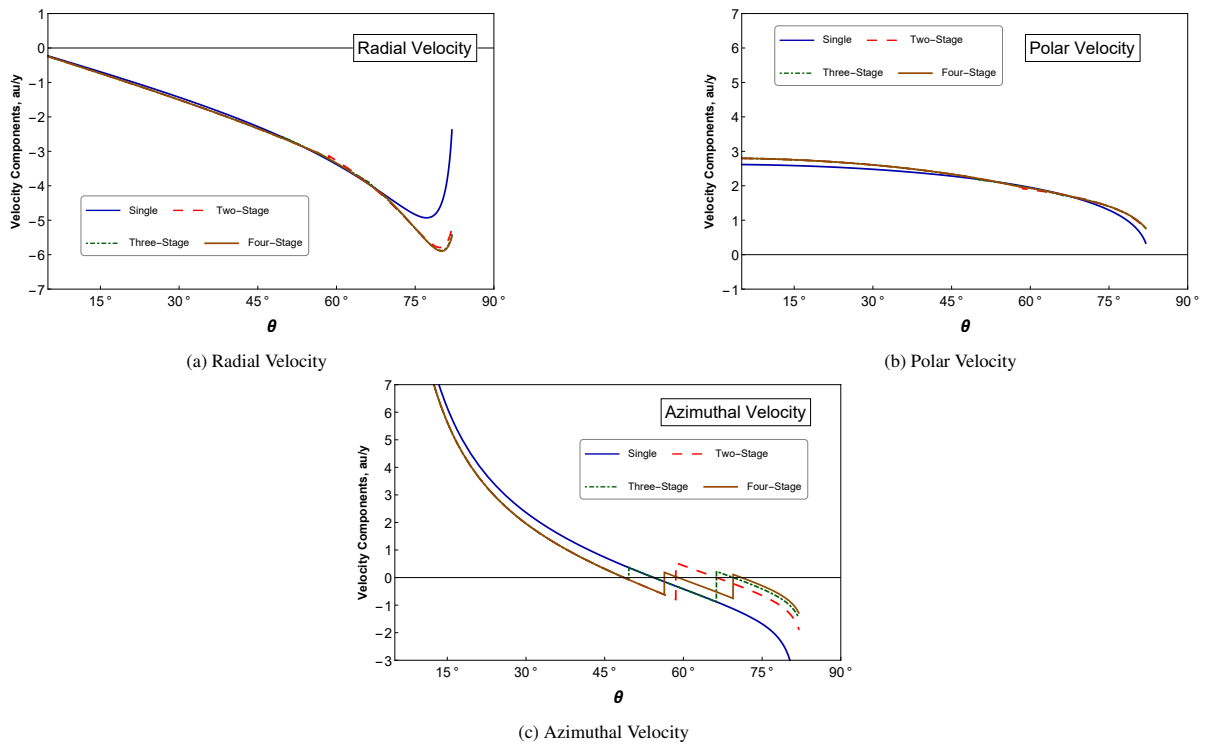 Radial Velocity
Velocity Components, au/y
1
0
−1
−2
−3
−4
−5
−6
−7
Single
Two−Stage
Three−Stage
Four−Stage
15°
30°
45°
60°
75°
90°
θ
(a) Radial Velocity
Polar Velocity
Velocity Components, au/y
7
6
5
4
3
2
1
0
−1
Single
Two−Stage
Three−Stage
Four−Stage
15°
30°
45°
60°
75°
90°
θ
(b) Polar Velocity
Azimuthal Velocity
Velocity Components, au/y
7
6
5
4
3
2
1
0
−1
−2
−3
Single
Two−Stage
Three−Stage
Four−Stage
15°
30°
45°
60°
75°
90°
θ
(c) Azimuthal Velocity